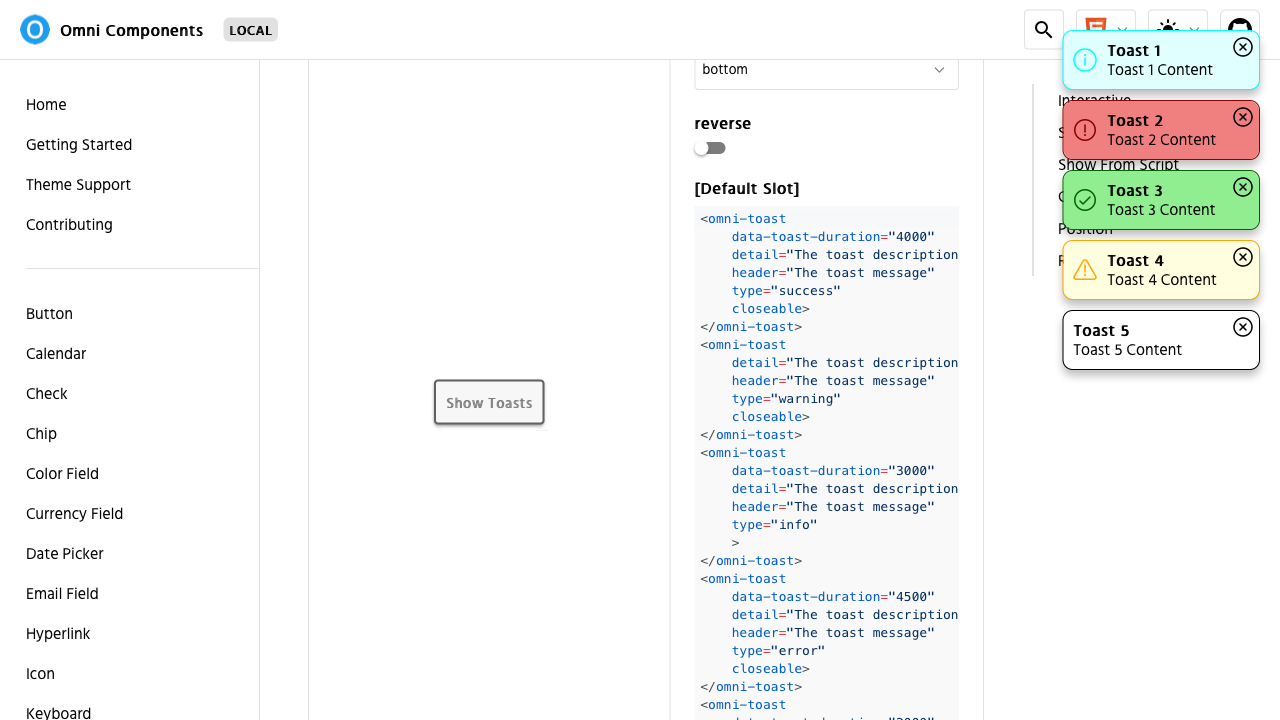 Omni Components
LOCAL
Home
Getting Started
Theme Support
Contributing
Button
Calendar
Check
Chip
Color Field
Currency Field
Date Picker
Email Field
Hyperlink
Icon
Keyboard
Show Toasts
bottom
reverse
[Default Slot]
<omni-toast
data-toast-duration="4000"
detail="The toast description
header="The toast message"
type="success"
closeable>
</omni-toast>
<omni-toast
detail="The toast description
header="The toast message"
type="warning"
closeable>
</omni-toast>
<omni-toast
data-toast-duration="3000"
detail="The toast description
header="The toast message"
type="info"
>
</omni-toast>
<omni-toast
data-toast-duration="4500"
detail="The toast description
header="The toast message"
type="error"
closeable>
</omni-toast>
<omni-toast
Interactive
Show From Script
Position
Toast 1
Toast 1 Content
Toast 2
Toast 2 Content
Toast 3
Toast 3 Content
Toast 4
Toast 4 Content
Toast 5
Toast 5 Content